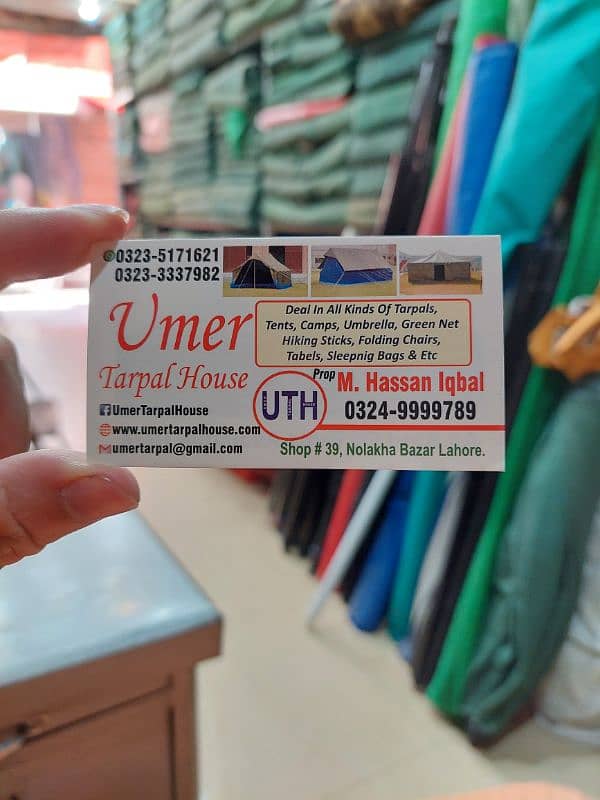 0323-5171621
0323-3337982
Umer
Tarpal House
Deal In All Kinds Of Tarpals,
Tents, Camps, Umbrella, Green Net
Hiking Sticks, Folding Chairs,
Tabels, Sleepnig Bags & Etc
Prop M. Hassan Iqbal
0324-9999789
UTH
UmerTarpalHouse
www.umertarpalhouse.com
umertarpal@gmail.com
Shop # 39, Nolakha Bazar Lahore.